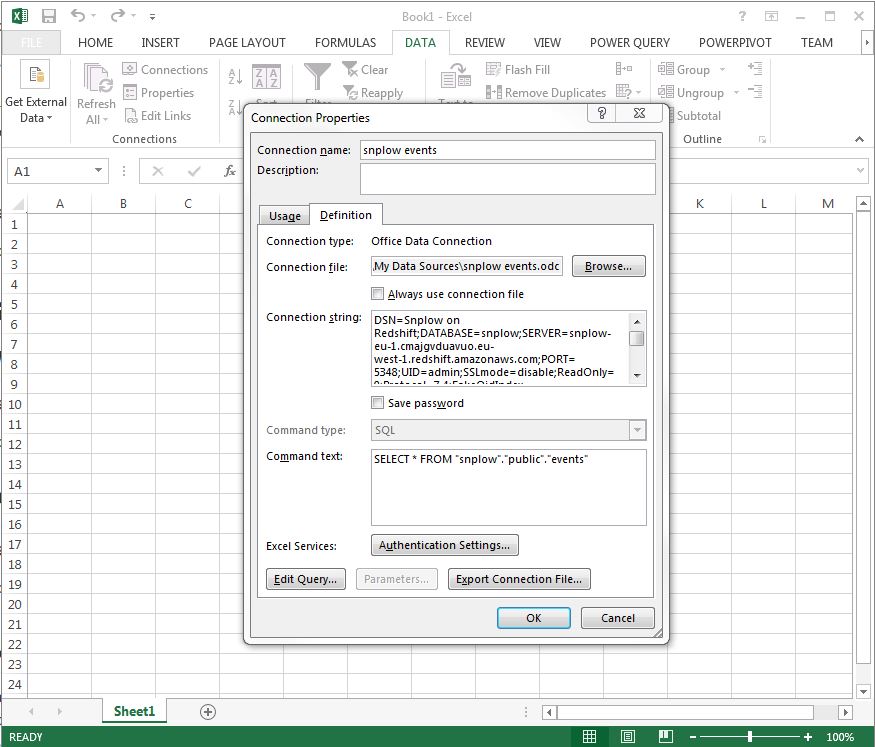 Book1 - Excel
FILE HOME INSERT PAGE LAYOUT FORMULAS DATA REVIEW VIEW POWER QUERY POWERPIVOT TEAM
Get External
Data
Refresh
All
Connections
Properties
Edit Links
Connections
Clear
Reapply
Flash Fill
Remove Duplicates
Group
Ungroup
Subtotal
Outline
A1
fx
Connection Properties
Connection name: snplow events
Description:
Usage Definition
Connection type: Office Data Connection
Connection file: My Data Sources\snplow events.odc Browse...
Always use connection file
Connection string: DSN=Snplow on
Redshift;DATABASE=snplow;SERVER=snplow-
eu-1.cmajgvduavuo.eu-
west-1.redshift.amazonaws.com;PORT=
5348;UID=admin;SSLmode=disable;ReadOnly=
Save password
Command type: SQL
Command text: SELECT * FROM "snplow"."public"."events"
Excel Services: Authentication Settings...
Edit Query... Parameters... Export Connection File...
OK Cancel
A B C K L M
1
2
3
4
5
6
7
8
9
10
11
12
13
14
15
16
17
18
19
20
21
22
23
24
Sheet1
READY 100%